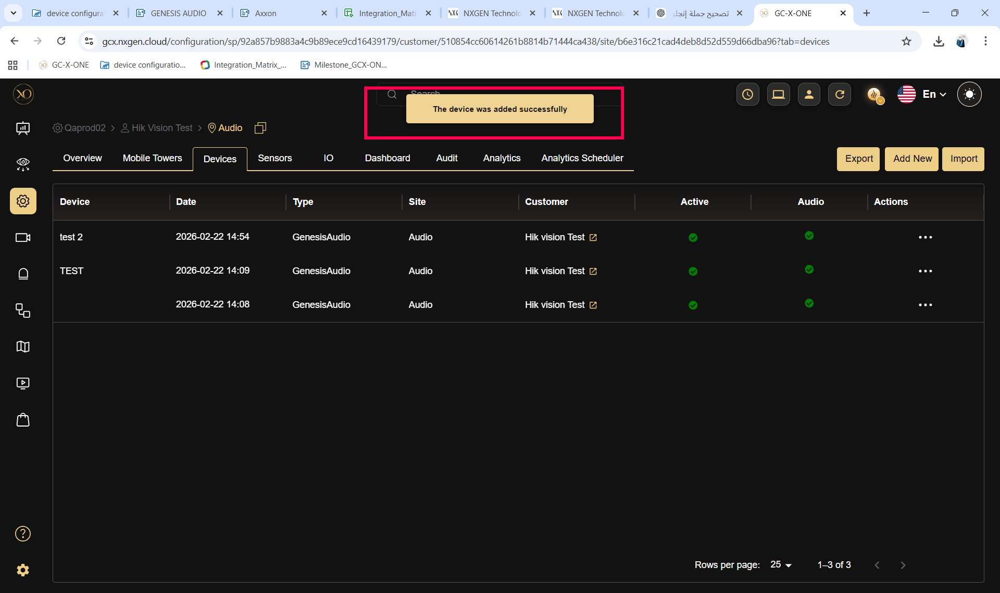 device configura
GENESIS AUDIO
Axxon
Integration_Mat
NXGEN Technolo
NXGEN Technolo
تصحيح جملة إنجلي
GC-X-ONE
gcx.nxgen.cloud/configuration/sp/92a857b9883a4c9b89ece9cd16439179/customer/510854cc60614261b8814b71444ca438/site/b6e316c21cad4deb8d52d559d66dba96?tab=devices
GC-X-ONE
device configuratio...
Integration_Matrix_...
Milestone_GCX-ON...
XO
Search
The device was added successfully
En
Qaprod02 > Hik Vision Test > Audio
Overview
Mobile Towers
Devices
Sensors
IO
Dashboard
Audit
Analytics
Analytics Scheduler
Export
Add New
Import
Device Date Type Site Customer Active Audio Actions
test 2 2026-02-22 14:54 GenesisAudio Audio Hik vision Test
TEST 2026-02-22 14:09 GenesisAudio Audio Hik vision Test
2026-02-22 14:08 GenesisAudio Audio Hik vision Test
Rows per page: 25 1–3 of 3